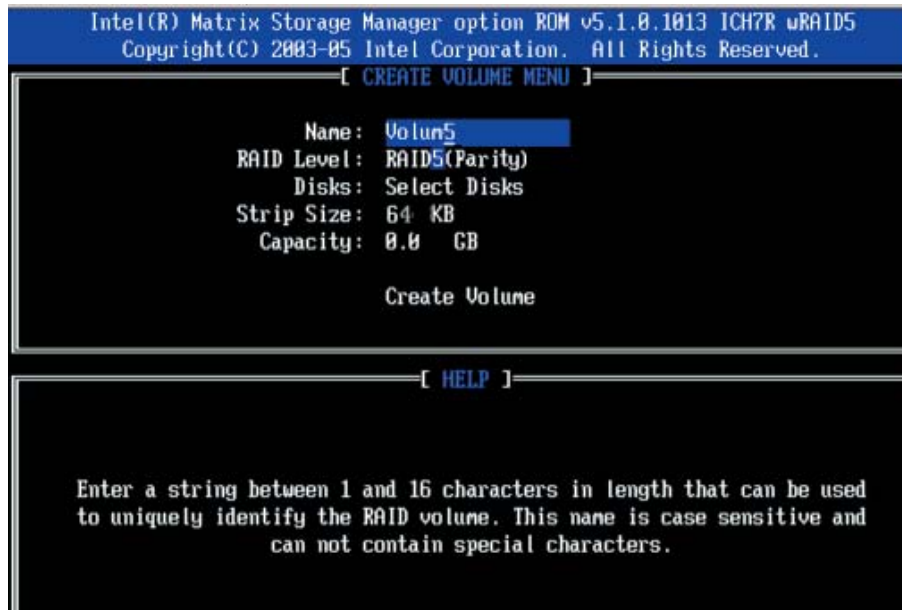 Intel(R) Matrix Storage Manager option ROM v5.1.0.1013 ICH7R wRAID5
Copyright(C) 2003-05 Intel Corporation. All Rights Reserved.
[ CREATE VOLUME MENU ]
Name: Volum5
RAID Level: RAID5(Parity)
Disks: Select Disks
Strip Size: 64 KB
Capacity: 0.0 GB
Create Volume
[ HELP ]
Enter a string between 1 and 16 characters in length that can be used
to uniquely identify the RAID volume. This name is case sensitive and
can not contain special characters.